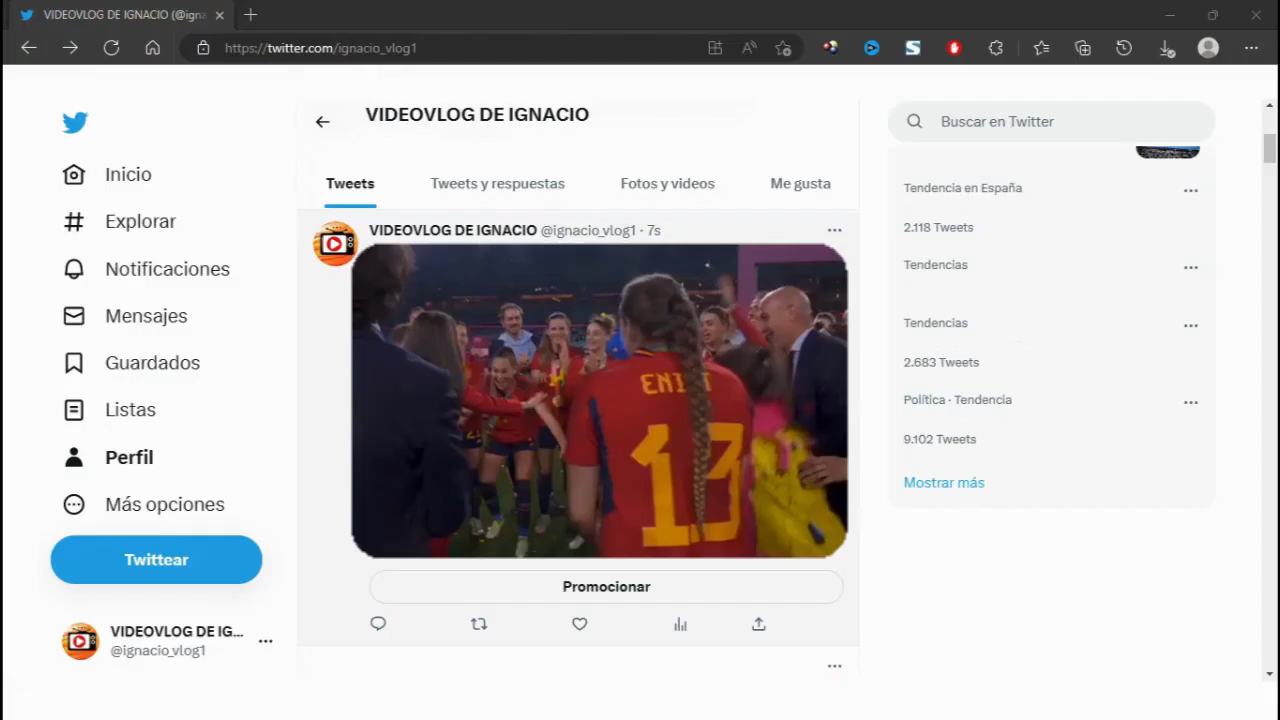 VIDEOVLOG DE IGNACIO (@igna
https://twitter.com/ignacio_vlog1
VIDEOVLOG DE IGNACIO
Buscar en Twitter
Inicio
Explorar
Notificaciones
Mensajes
Guardados
Listas
Perfil
Más opciones
Twittear
VIDEOVLOG DE IG...
@ignacio_vlog1
Tweets
Tweets y respuestas
Fotos y videos
Me gusta
VIDEOVLOG DE IGNACIO @ignacio_vlog1 · 7s
13
Promocionar
Tendencia en España
2.118 Tweets
Tendencias
Tendencias
2.683 Tweets
Política · Tendencia
9.102 Tweets
Mostrar más